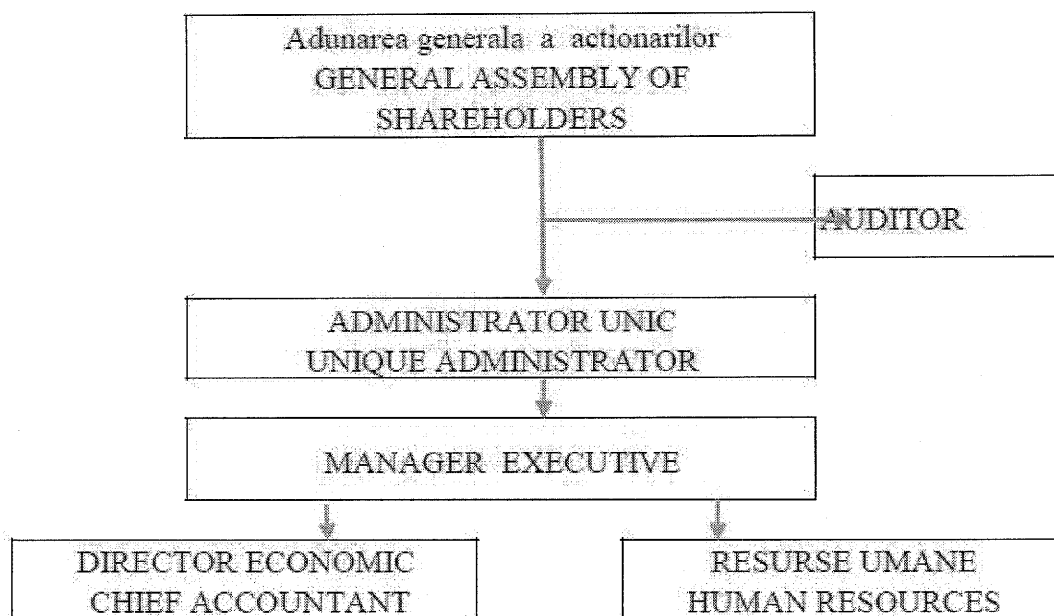 Adunarea generala a actionarilor
GENERAL ASSEMBLY OF
SHAREHOLDERS
AUDITOR
ADMINISTRATOR UNIC
UNIQUE ADMINISTRATOR
MANAGER EXECUTIVE
DIRECTOR ECONOMIC
CHIEF ACCOUNTANT
RESURSE UMANE
HUMAN RESOURCES